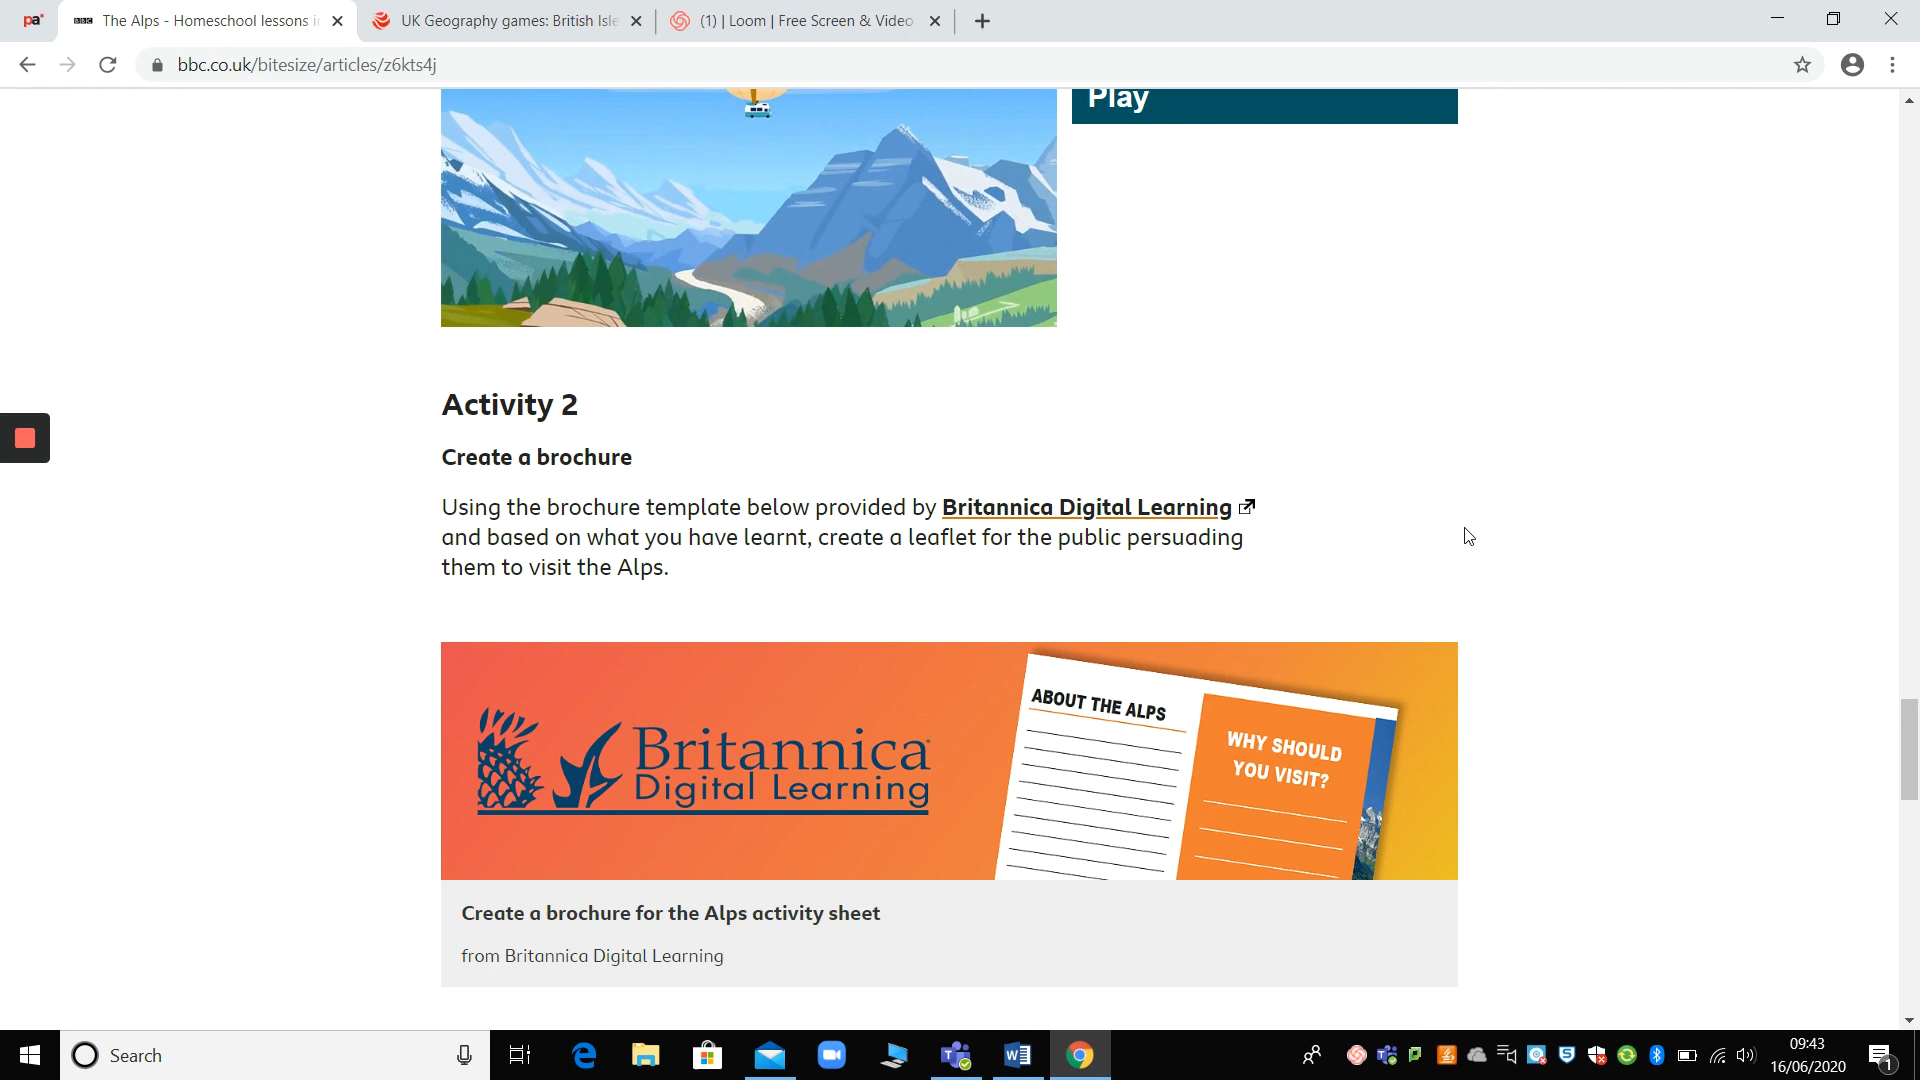 pa
BBC The Alps - Homeschool lessons i
UK Geography games: British Isle
(1) | Loom | Free Screen & Video
bbc.co.uk/bitesize/articles/z6kts4j
Play
Activity 2
Create a brochure
Using the brochure template below provided by Britannica Digital Learning
and based on what you have learnt, create a leaflet for the public persuading
them to visit the Alps.
Britannica
Digital Learning
ABOUT THE ALPS
WHY SHOULD
YOU VISIT?
Create a brochure for the Alps activity sheet
from Britannica Digital Learning
Search
09:43
16/06/2020
1